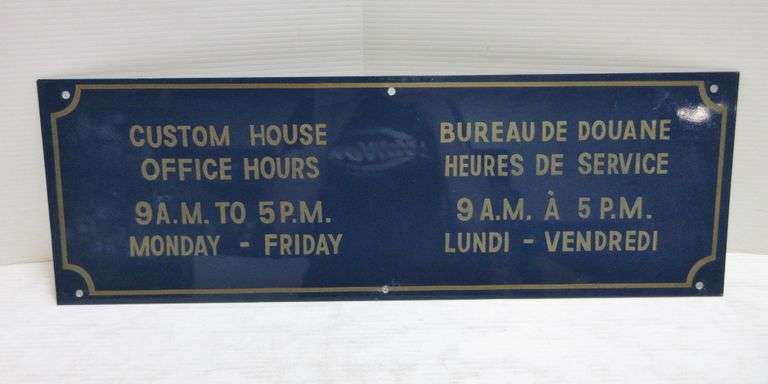 CUSTOM HOUSE
OFFICE HOURS
9 A.M. TO 5 P.M.
MONDAY - FRIDAY
BUREAU DE DOUANE
HEURES DE SERVICE
9 A.M. À 5 P.M.
LUNDI - VENDREDI